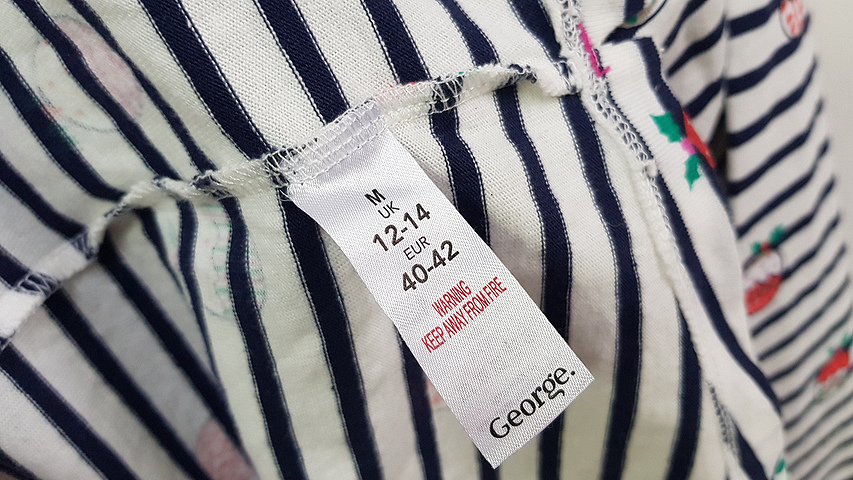 M
UK
12-14
EUR
40-42
WARNING
KEEP AWAY FROM FIRE
George.